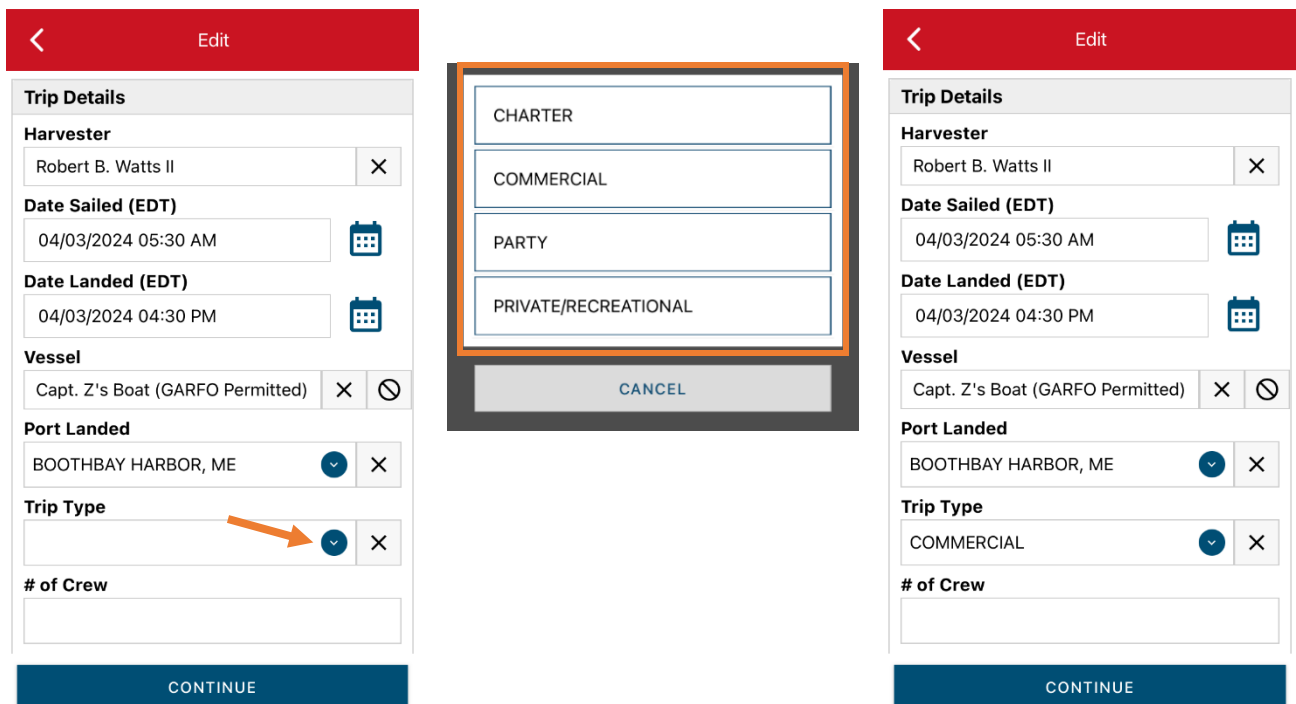 Edit
Trip Details
Harvester
Robert B. Watts II
Date Sailed (EDT)
04/03/2024 05:30 AM
Date Landed (EDT)
04/03/2024 04:30 PM
Vessel
Capt. Z's Boat (GARFO Permitted)
Port Landed
BOOTHBAY HARBOR, ME
Trip Type
# of Crew
CONTINUE
CHARTER
COMMERCIAL
PARTY
PRIVATE/RECREATIONAL
CANCEL
Edit
Trip Details
Harvester
Robert B. Watts II
Date Sailed (EDT)
04/03/2024 05:30 AM
Date Landed (EDT)
04/03/2024 04:30 PM
Vessel
Capt. Z's Boat (GARFO Permitted)
Port Landed
BOOTHBAY HARBOR, ME
Trip Type
COMMERCIAL
# of Crew
CONTINUE